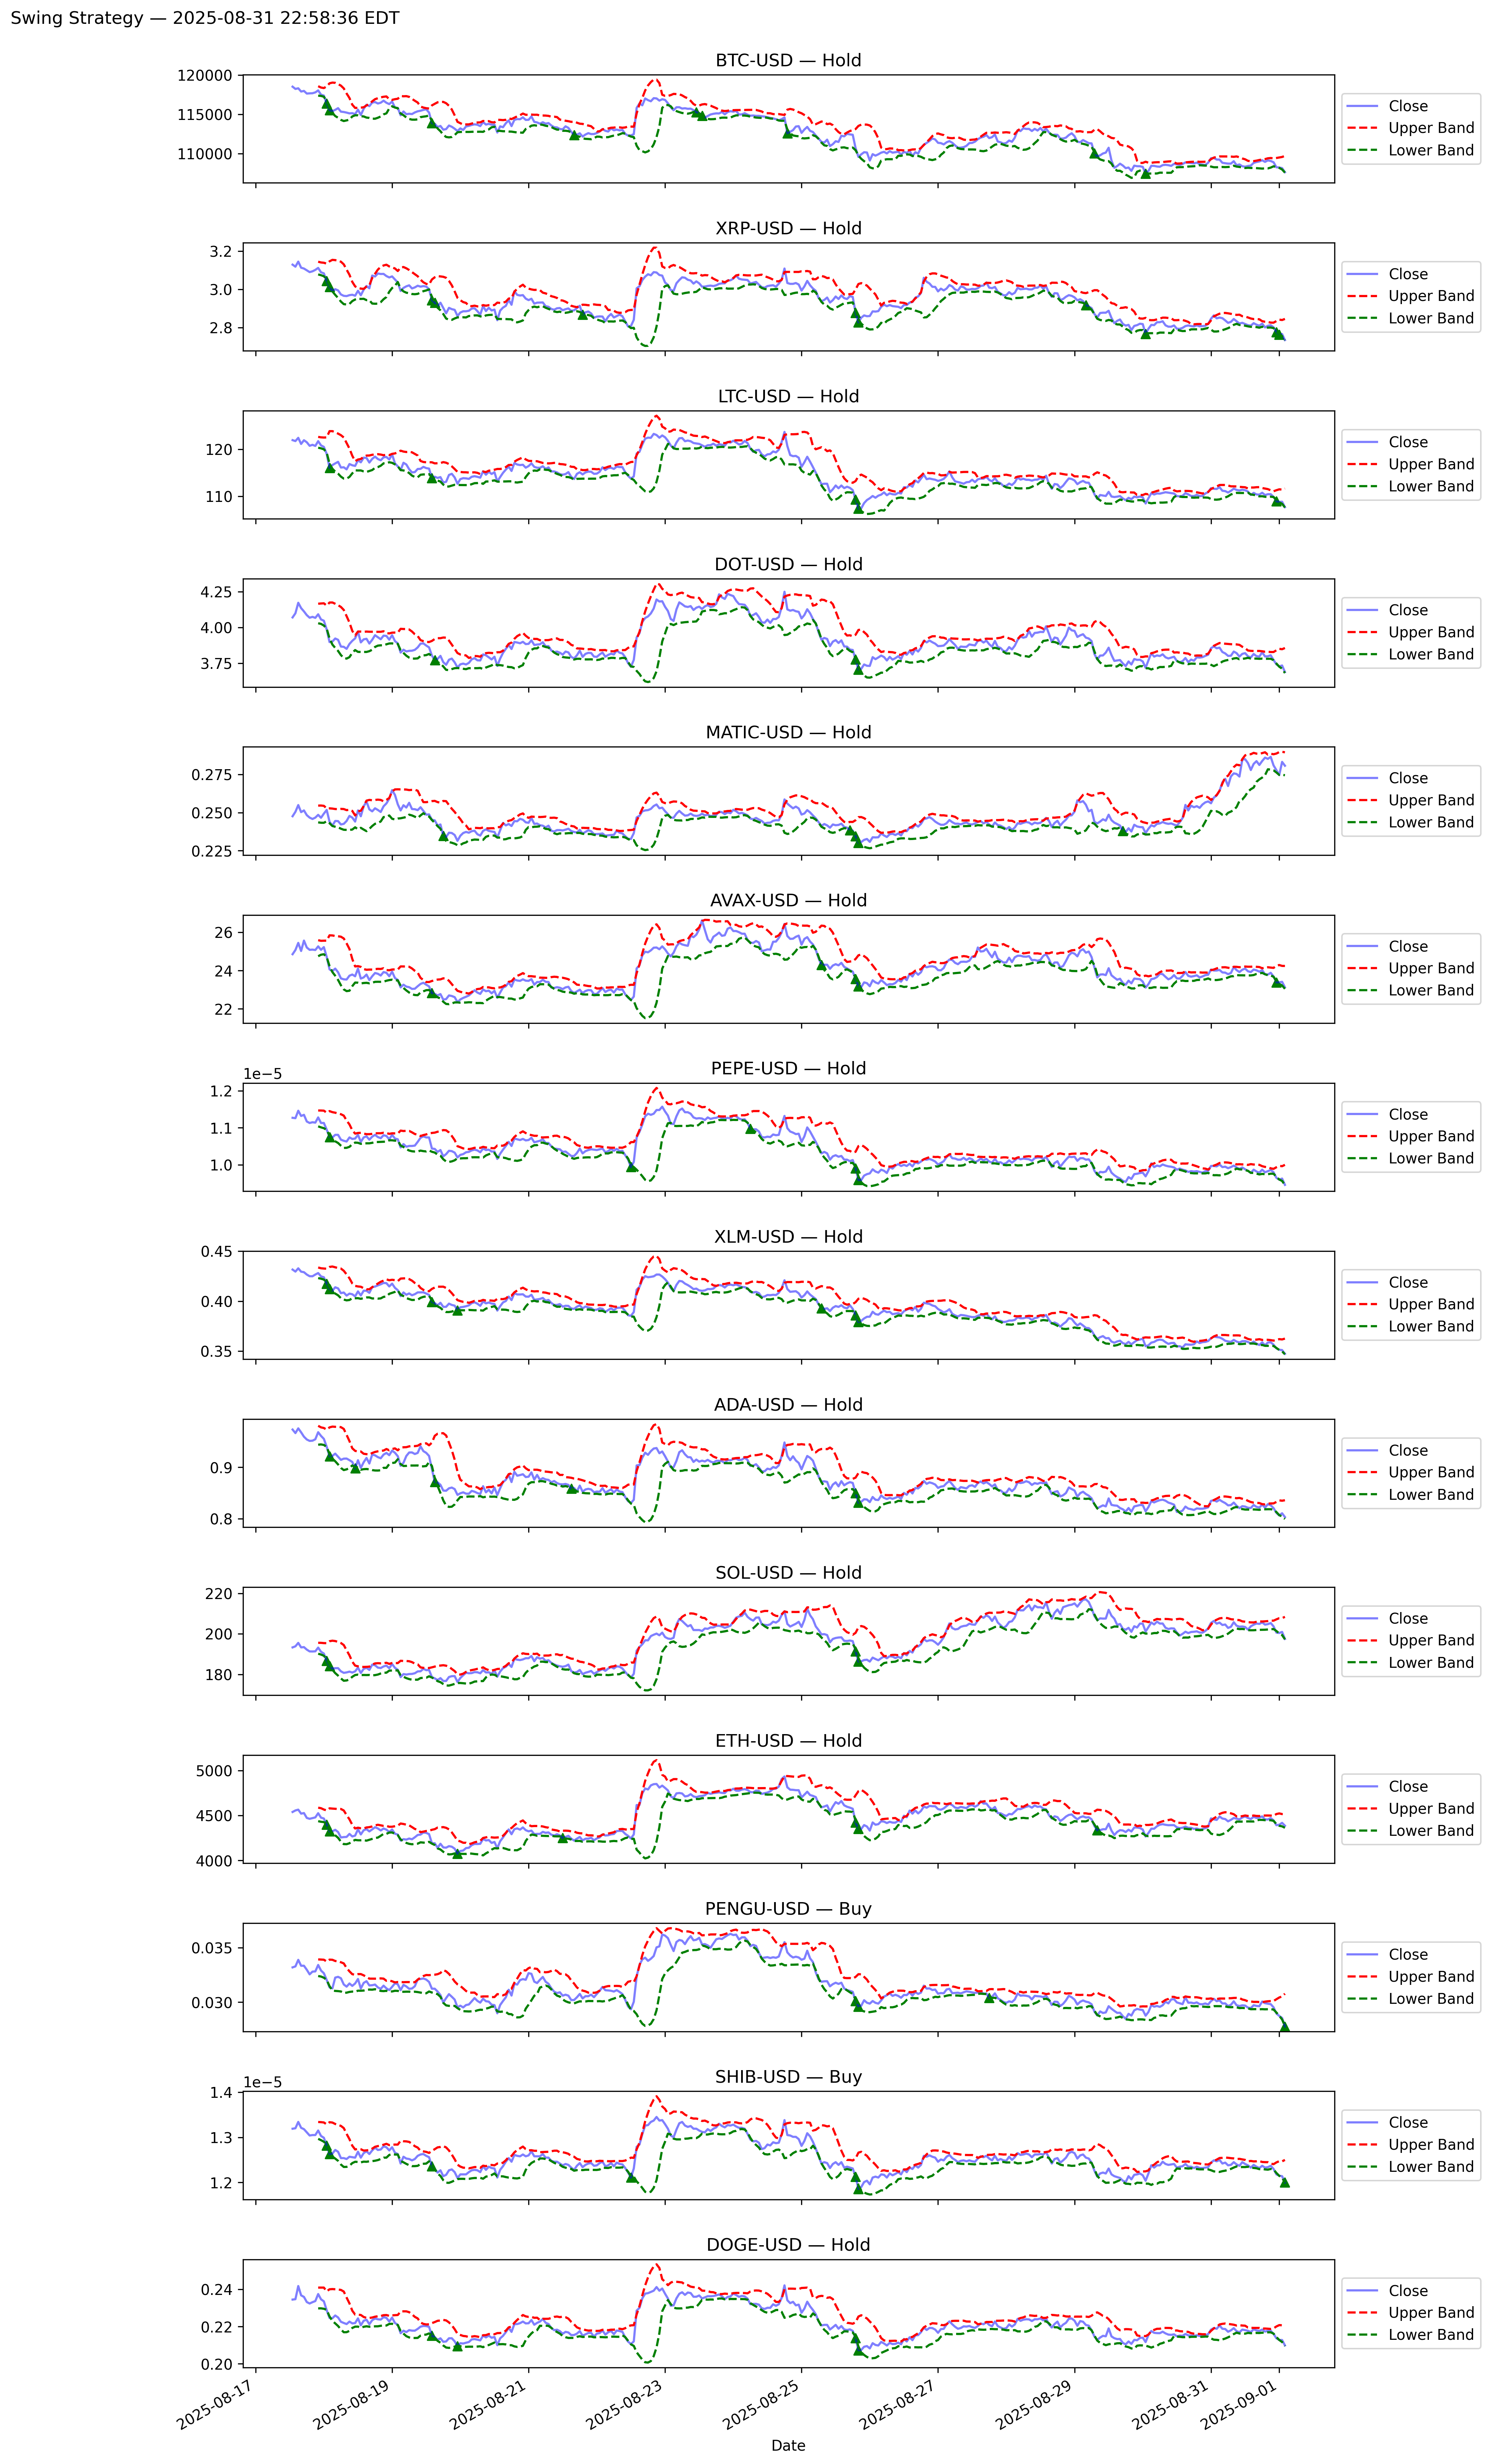 Swing Strategy — 2025-08-31 22:58:36 EDT
BTC-USD — Hold
120000
115000
110000
Close
Upper Band
Lower Band
XRP-USD — Hold
3.2
3.0
2.8
Close
Upper Band
Lower Band
LTC-USD — Hold
120
110
Close
Upper Band
Lower Band
DOT-USD — Hold
4.25
4.00
3.75
Close
Upper Band
Lower Band
MATIC-USD — Hold
0.275
0.250
0.225
Close
Upper Band
Lower Band
AVAX-USD — Hold
26
24
22
Close
Upper Band
Lower Band
PEPE-USD — Hold
1e−5
1.2
1.1
1.0
Close
Upper Band
Lower Band
XLM-USD — Hold
0.45
0.40
0.35
Close
Upper Band
Lower Band
ADA-USD — Hold
0.9
0.8
Close
Upper Band
Lower Band
SOL-USD — Hold
220
200
180
Close
Upper Band
Lower Band
ETH-USD — Hold
5000
4500
4000
Close
Upper Band
Lower Band
PENGU-USD — Buy
0.035
0.030
Close
Upper Band
Lower Band
SHIB-USD — Buy
1e−5
1.4
1.3
1.2
Close
Upper Band
Lower Band
DOGE-USD — Hold
0.24
0.22
0.20
Close
Upper Band
Lower Band
2025-08-17
2025-08-19
2025-08-21
2025-08-23
2025-08-25
2025-08-27
2025-08-29
2025-08-31
2025-09-01
Date